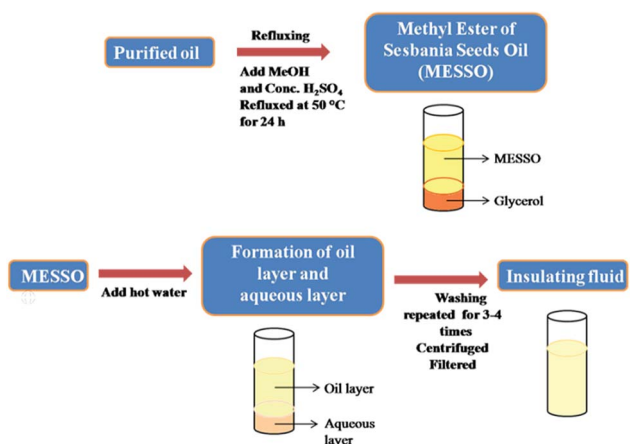 Purified oil
Refluxing
Add MeOH
and Conc. H₂SO₄
Refluxed at 50 °C
for 24 h
Methyl Ester of
Sesbania Seeds Oil
(MESSO)
MESSO
Glycerol
MESSO
Add hot water
Formation of oil
layer and
aqueous layer
Oil layer
Aqueous
layer
Washing
repeated for 3-4
times
Centrifuged
Filtered
Insulating fluid